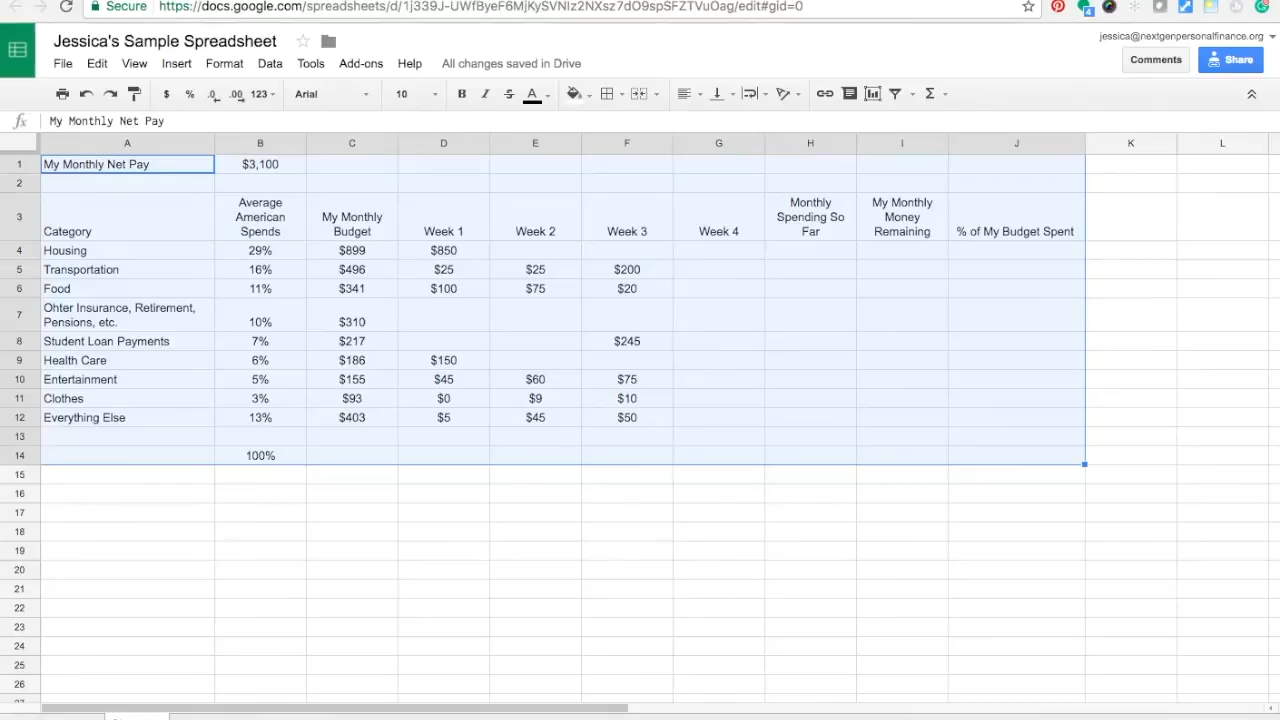 Secure https://docs.google.com/spreadsheets/d/1j339J-UWfByeF6MjKySVNIz2NXsz7dO9spSFZTVuOag/edit#gid=0
4
Jessica's Sample Spreadsheet
jessica@nextgenpersonalfinance.org
File Edit View Insert Format Data Tools Add-ons Help All changes saved in Drive
Comments Share
$ % .0 .00 123 Arial 10 B I S A Σ
fx My Monthly Net Pay
A B C D E F G H I J K L
1 My Monthly Net Pay $3,100
2
3 Category Average American Spends My Monthly Budget Week 1 Week 2 Week 3 Week 4 Monthly Spending So Far My Monthly Money Remaining % of My Budget Spent
4 Housing 29% $899 $850
5 Transportation 16% $496 $25 $25 $200
6 Food 11% $341 $100 $75 $20
7 Ohter Insurance, Retirement, Pensions, etc. 10% $310
8 Student Loan Payments 7% $217 $245
9 Health Care 6% $186 $150
10 Entertainment 5% $155 $45 $60 $75
11 Clothes 3% $93 $0 $9 $10
12 Everything Else 13% $403 $5 $45 $50
13
14 100%
15
16
17
18
19
20
21
22
23
24
25
26